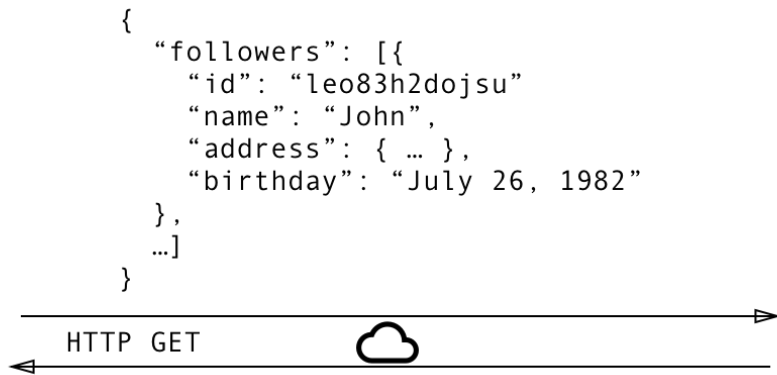 {
“followers”: [{
“id”: “leo83h2dojsu”
“name”: “John”,
“address”: { … },
“birthday”: “July 26, 1982”
},
…]
}
HTTP GET